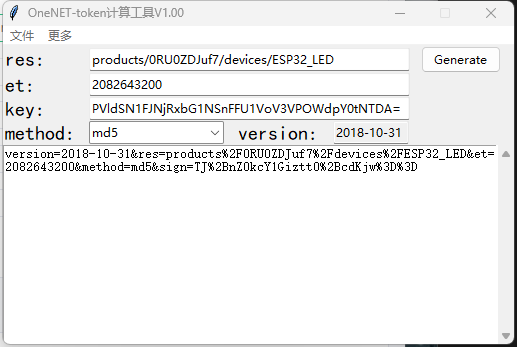 OneNET-token计算工具V1.00
文件 更多
res: products/0RU0ZDJuf7/devices/ESP32_LED Generate
et: 2082643200
key: PVldSN1FJNjRxbG1NSnFFU1VoV3VPOWdpY0tNTDA=
method: md5 version: 2018-10-31
version=2018-10-31&res=products%2F0RU0ZDJuf7%2Fdevices%2FESP32_LED&et=
2082643200&method=md5&sign=TJ%2BnZ0kcY1Giztt0%2BcdKjw%3D%3D